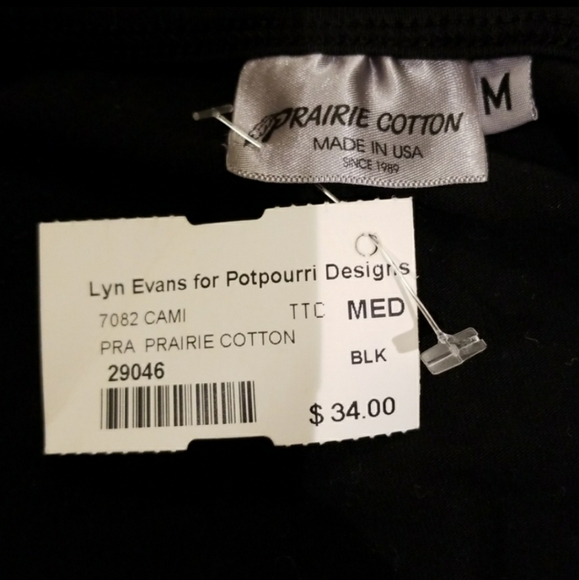 PRAIRIE COTTON
MADE IN USA
SINCE 1989
M
Lyn Evans for Potpourri Designs
7082 CAMI TTC MED
PRA PRAIRIE COTTON
BLK
29046
$ 34.00